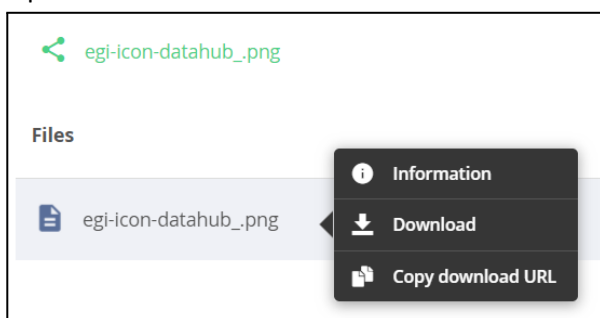 egi-icon-datahub_.png
Files
Information
egi-icon-datahub_.png
Download
Copy download URL